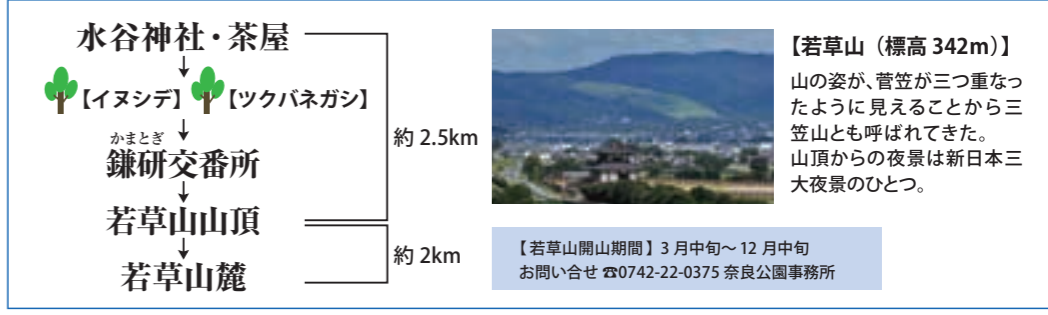 水谷神社・茶屋
【イヌシデ】
【ツクバネガシ】
かまとぎ
鎌研交番所
若草山山頂
若草山麓
約 2.5km
約 2km
【若草山(標高 342m)】
山の姿が、菅笠が三つ重なっ
たように見えることから三
笠山とも呼ばれてきた。
山頂からの夜景は新日本三
大夜景のひとつ。
【若草山開山期間】3 月中旬~ 12 月中旬
お問い合せ ☎0742-22-0375 奈良公園事務所